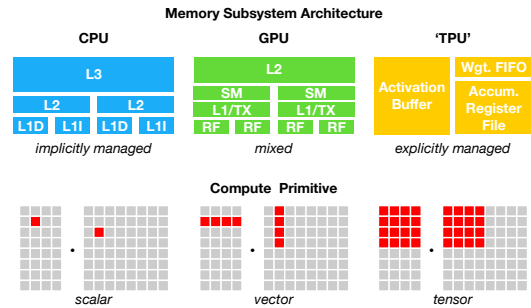 Memory Subsystem Architecture
CPU GPU 'TPU'
L3
L2 L2
L1D L1I L1D L1I
implicitly managed
L2
SM SM
L1/TX L1/TX
RF RF RF RF
mixed
Activation
Buffer
Wgt. FIFO
Accum.
Register
File
explicitly managed
Compute Primitive
scalar vector tensor